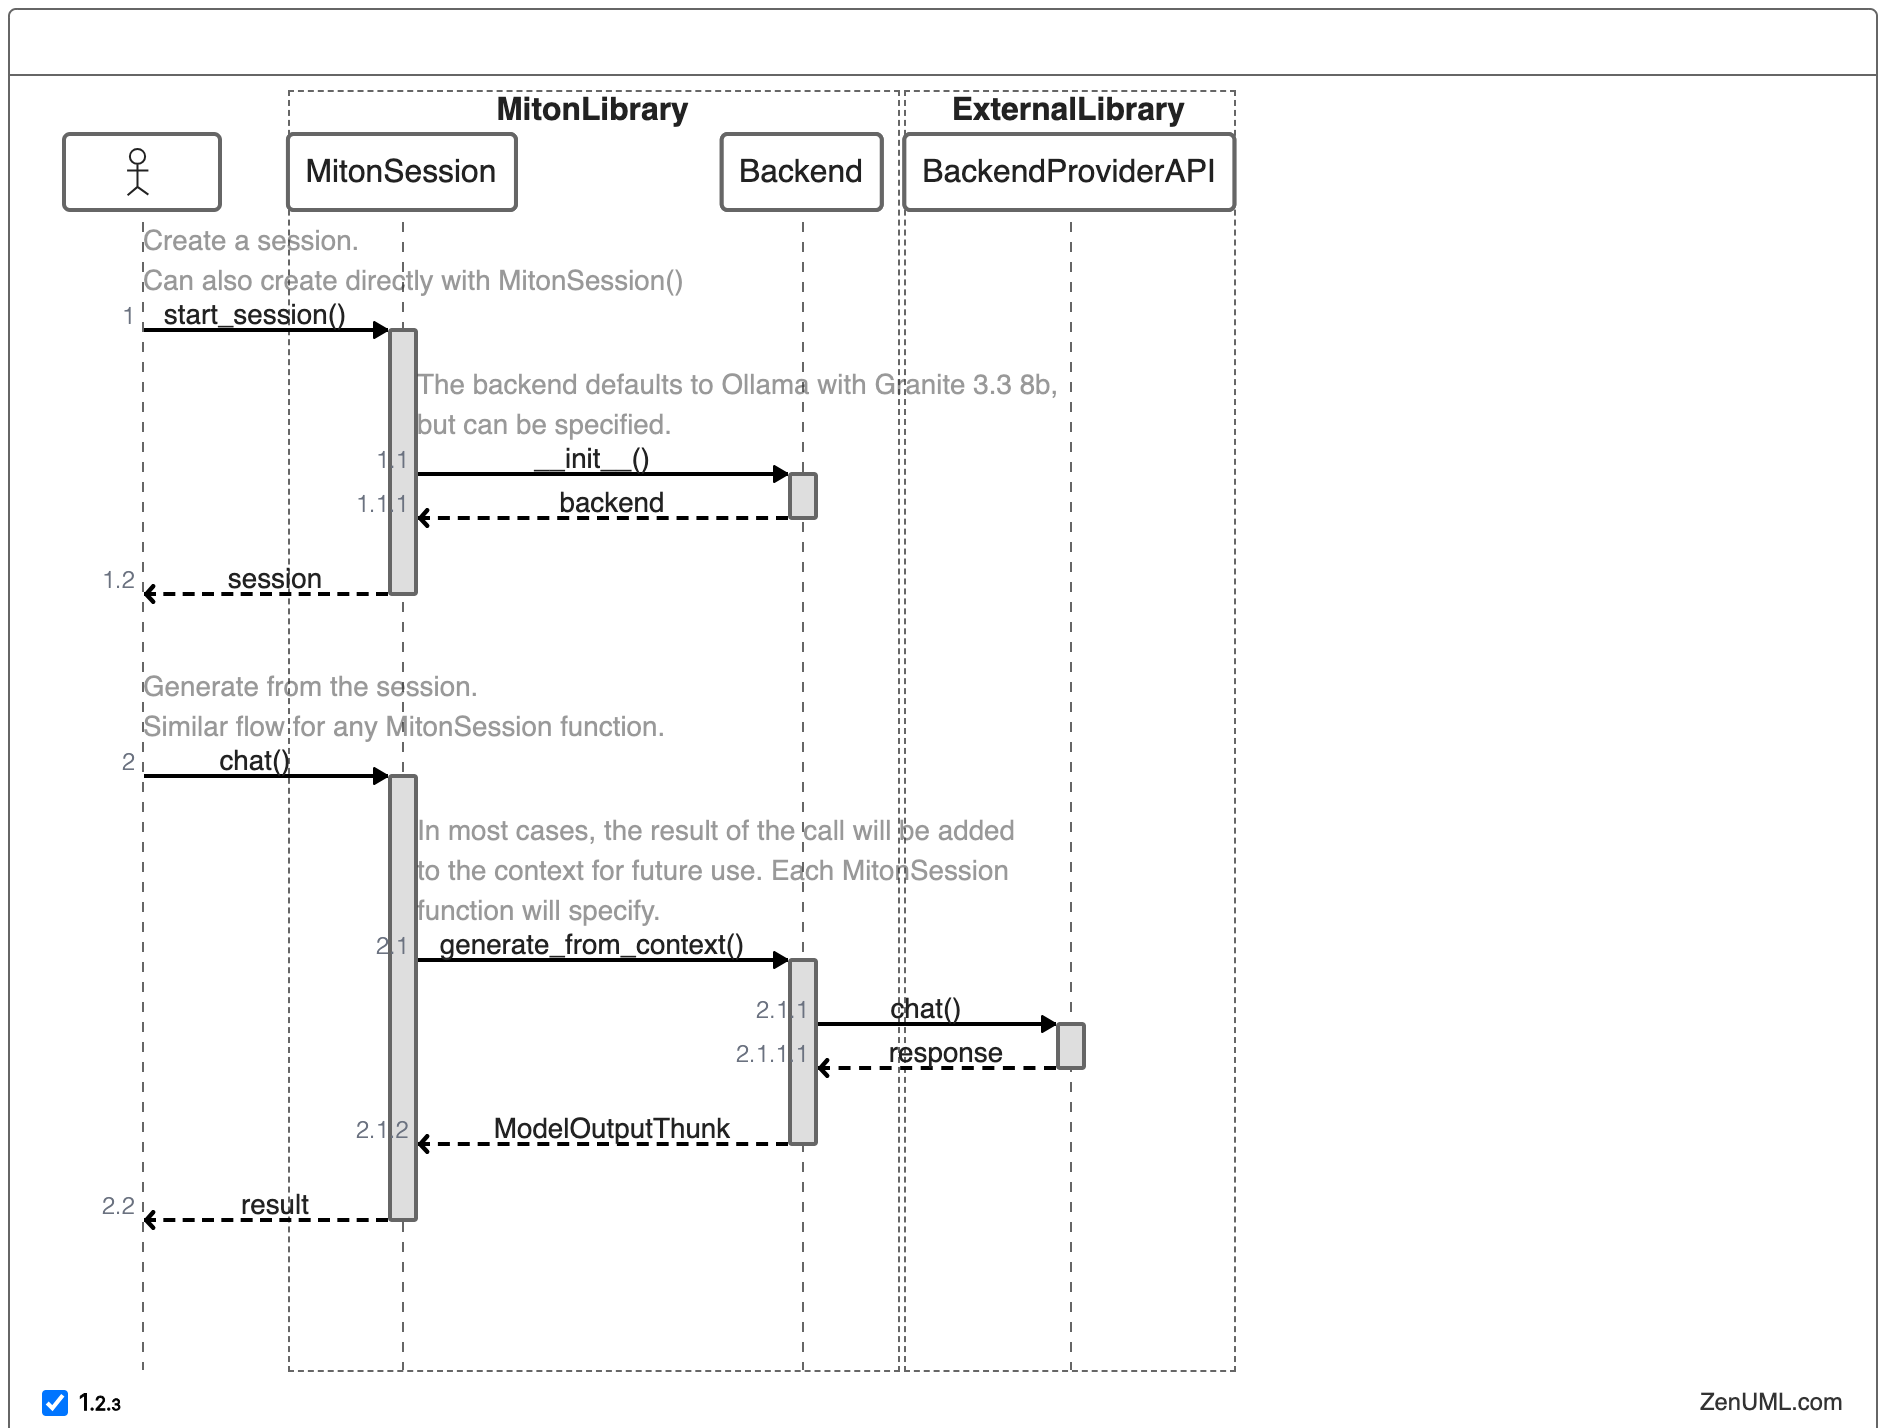 MitonLibrary
ExternalLibrary
MitonSession
Backend
BackendProviderAPI
Create a session.
Can also create directly with MitonSession()
1
start_session()
The backend defaults to Ollama with Granite 3.3 8b,
but can be specified.
1.1
__init__()
1.1.1
backend
1.2
session
Generate from the session.
Similar flow for any MitonSession function.
2
chat()
In most cases, the result of the call will be added
to the context for future use. Each MitonSession
function will specify.
2.1
generate_from_context()
2.1.1
chat()
2.1.1.1
response
2.1.2
ModelOutputThunk
2.2
result
1.2.3
ZenUML.com